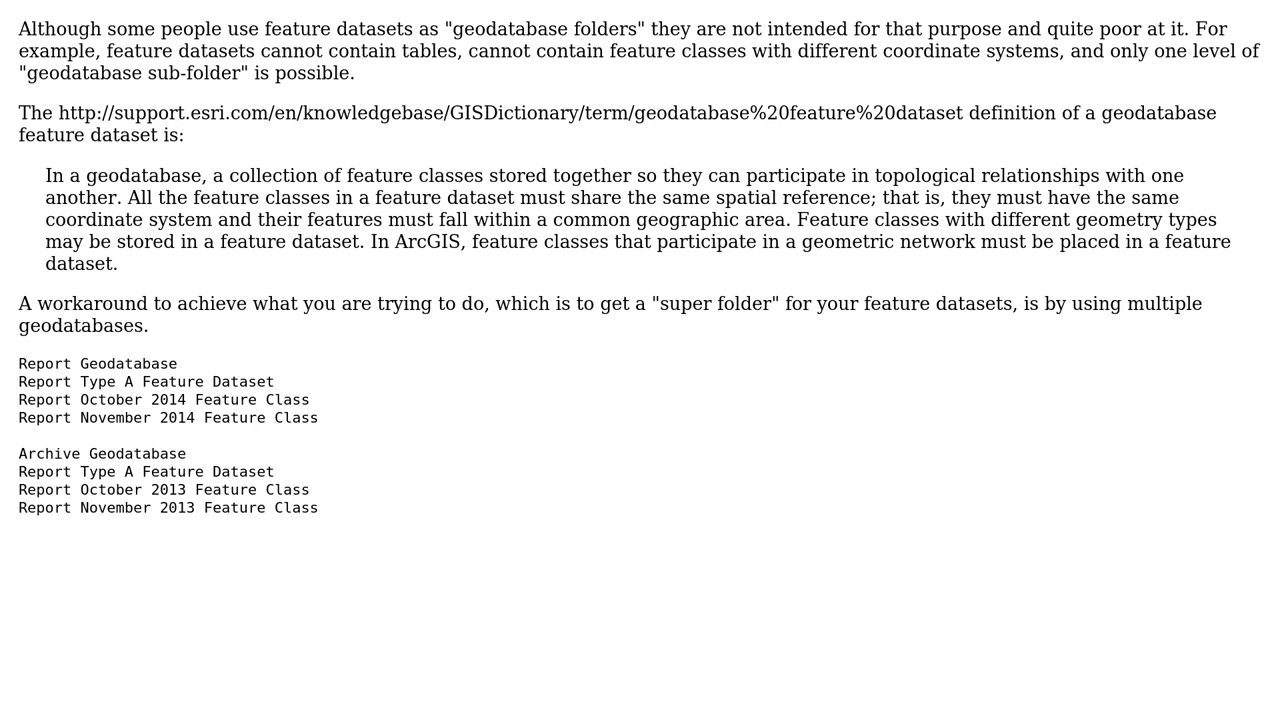 Although some people use feature datasets as "geodatabase folders" they are not intended for that purpose and quite poor at it. For
example, feature datasets cannot contain tables, cannot contain feature classes with different coordinate systems, and only one level of
"geodatabase sub-folder" is possible.
The http://support.esri.com/en/knowledgebase/GISDictionary/term/geodatabase%20feature%20dataset definition of a geodatabase
feature dataset is:
In a geodatabase, a collection of feature classes stored together so they can participate in topological relationships with one
another. All the feature classes in a feature dataset must share the same spatial reference; that is, they must have the same
coordinate system and their features must fall within a common geographic area. Feature classes with different geometry types
may be stored in a feature dataset. In ArcGIS, feature classes that participate in a geometric network must be placed in a feature
dataset.
A workaround to achieve what you are trying to do, which is to get a "super folder" for your feature datasets, is by using multiple
geodatabases.
Report Geodatabase
Report Type A Feature Dataset
Report October 2014 Feature Class
Report November 2014 Feature Class
Archive Geodatabase
Report Type A Feature Dataset
Report October 2013 Feature Class
Report November 2013 Feature Class